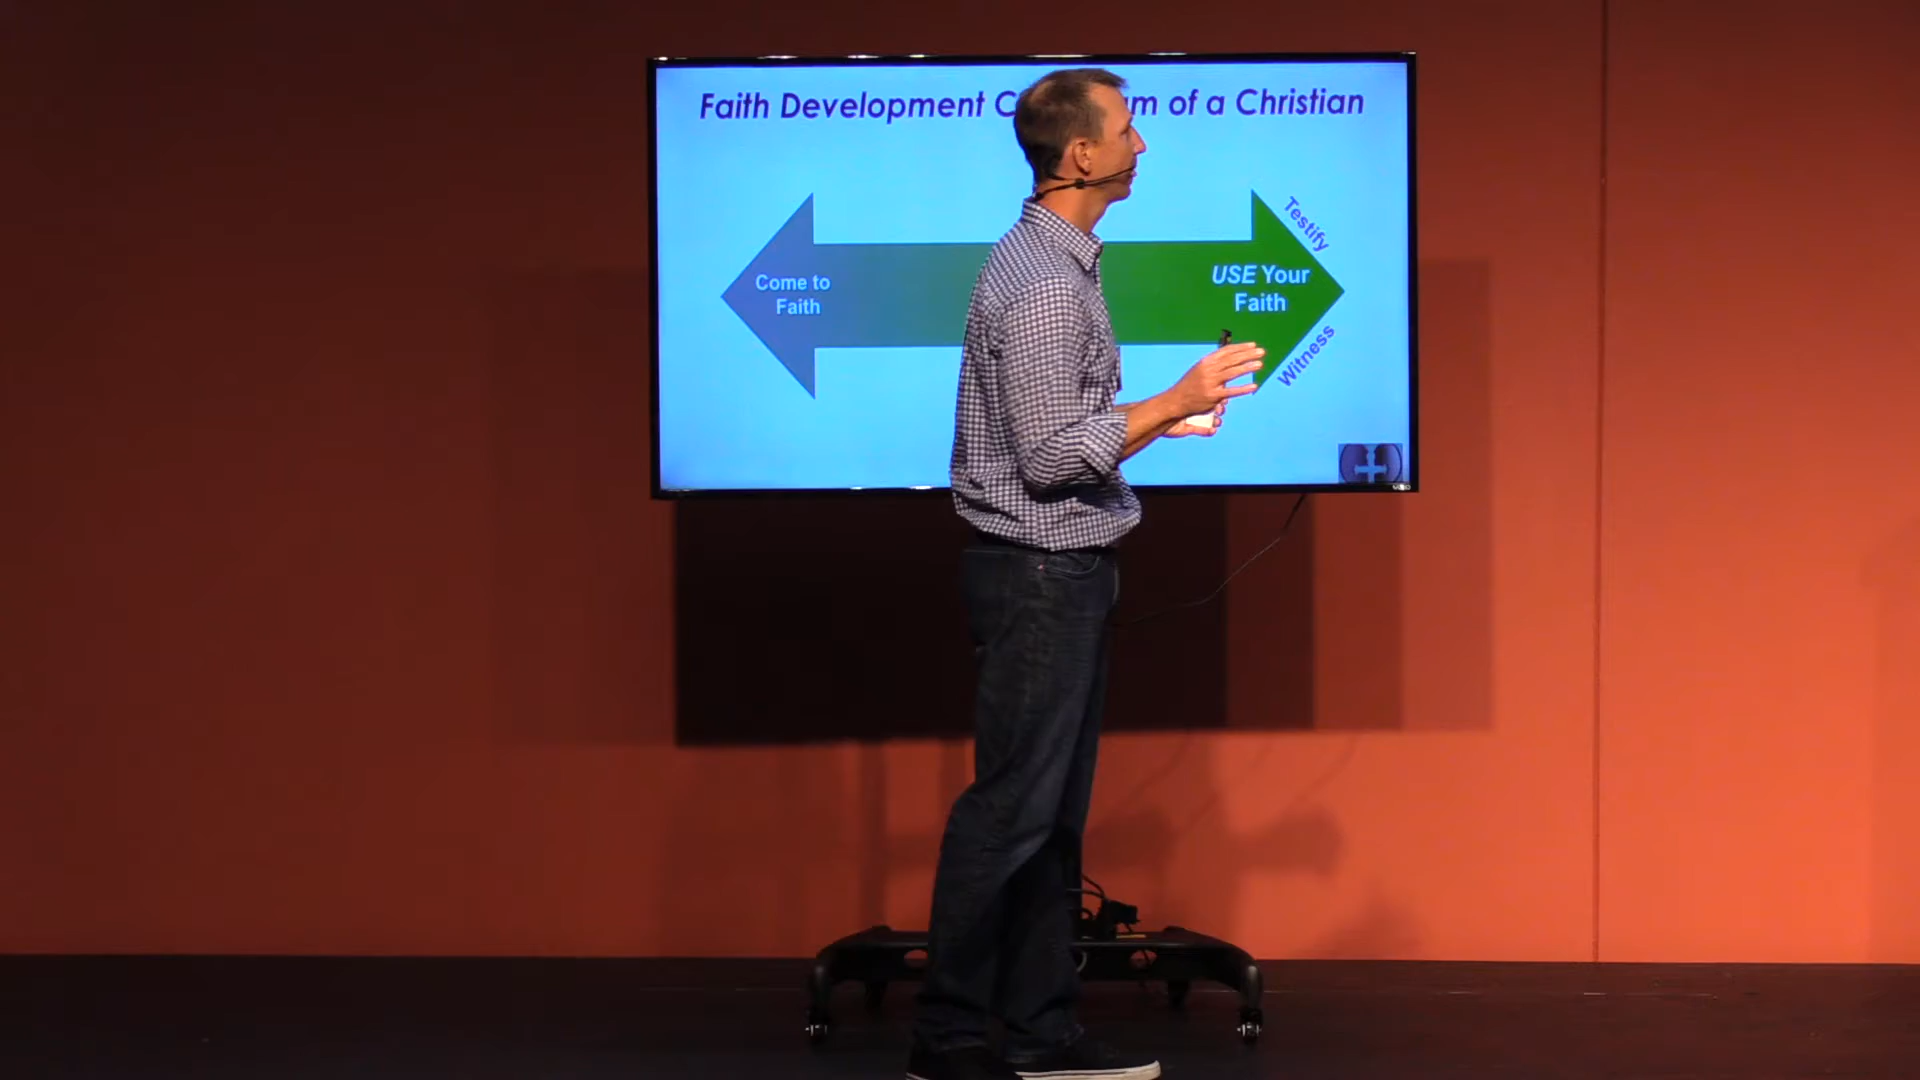 Faith Development C m of a Christian
Come to
Faith
USE Your
Faith
Testify
Witness